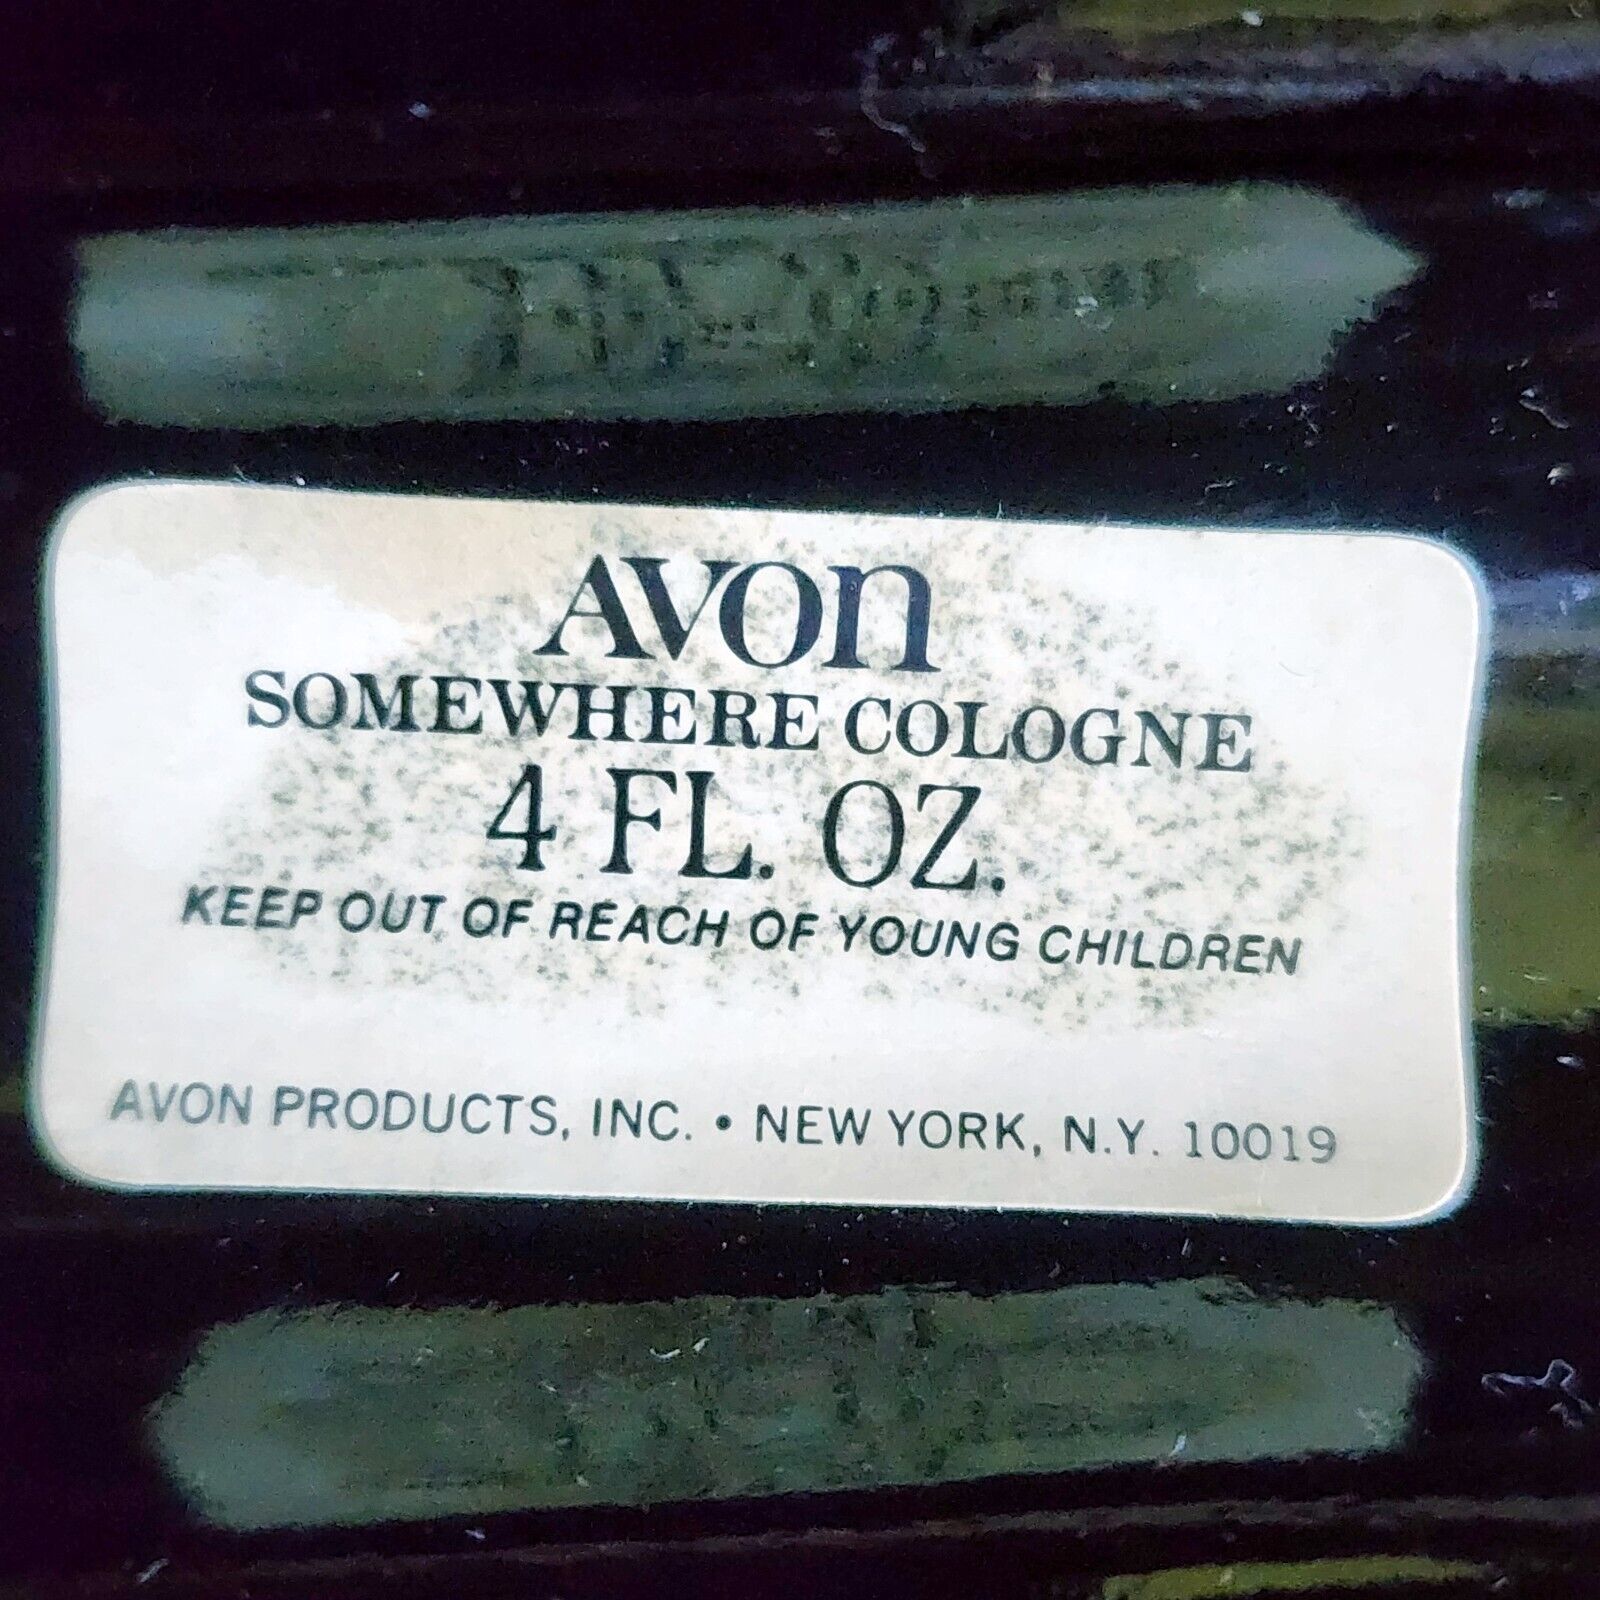 AVON
SOMEWHERE COLOGNE
4 FL. OZ.
KEEP OUT OF REACH OF YOUNG CHILDREN
AVON PRODUCTS, INC. • NEW YORK, N.Y. 10019